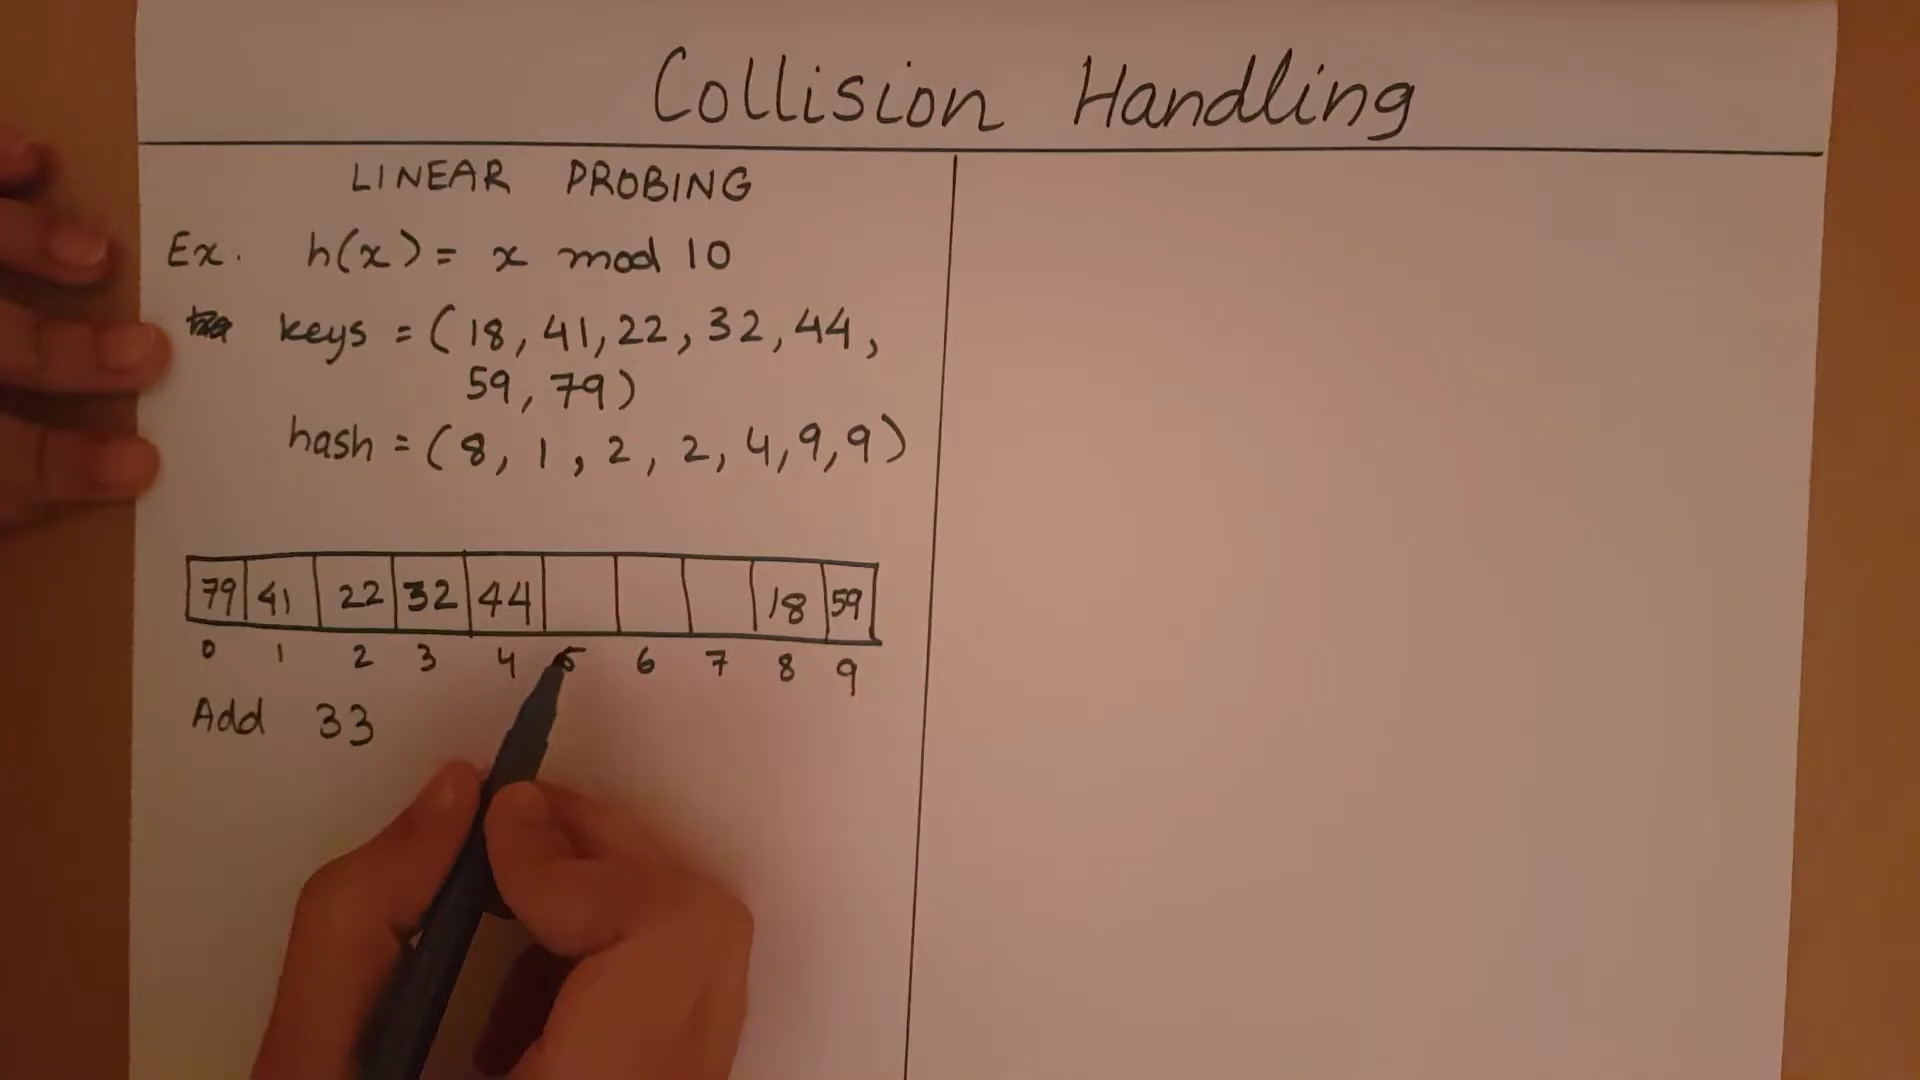 Collision Handling
LINEAR PROBING
Ex. h(x) = x mod 10
keys = (18, 41, 22, 32, 44,
59, 79)
hash = (8, 1, 2, 2, 4, 9, 9)
79 41 22 32 44 18 59
0 1 2 3 4 5 6 7 8 9
Add 33